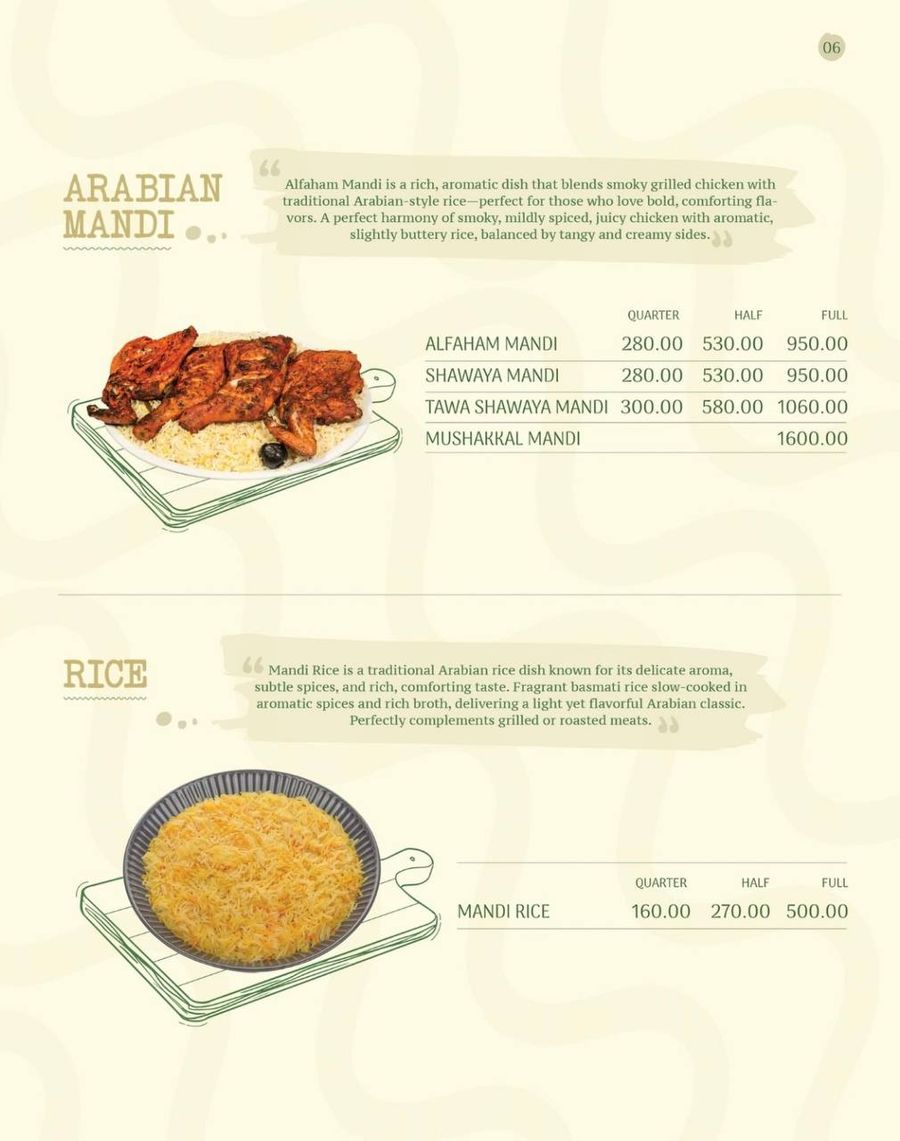 06
ARABIAN
MANDI
“
Alfaham Mandi is a rich, aromatic dish that blends smoky grilled chicken with
traditional Arabian-style rice—perfect for those who love bold, comforting fla-
vors. A perfect harmony of smoky, mildly spiced, juicy chicken with aromatic,
slightly buttery rice, balanced by tangy and creamy sides. ”
QUARTER HALF FULL
ALFAHAM MANDI 280.00 530.00 950.00
SHAWAYA MANDI 280.00 530.00 950.00
TAWA SHAWAYA MANDI 300.00 580.00 1060.00
MUSHAKKAL MANDI 1600.00
RICE
“ Mandi Rice is a traditional Arabian rice dish known for its delicate aroma,
subtle spices, and rich, comforting taste. Fragrant basmati rice slow-cooked in
aromatic spices and rich broth, delivering a light yet flavorful Arabian classic.
Perfectly complements grilled or roasted meats. ”
QUARTER HALF FULL
MANDI RICE 160.00 270.00 500.00